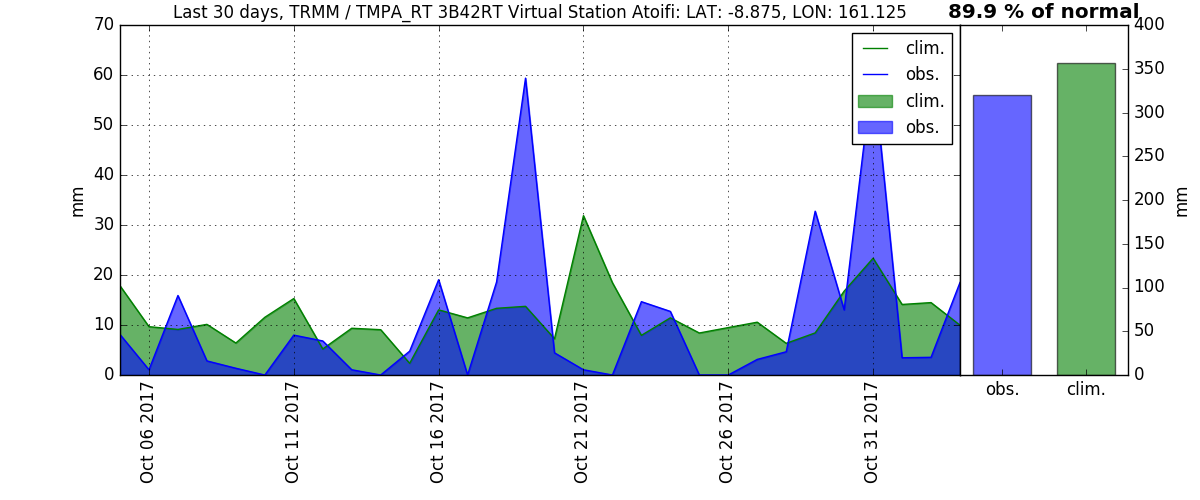 Last 30 days, TRMM / TMPA_RT 3B42RT Virtual Station Atoifi: LAT: -8.875, LON: 161.125
89.9 % of normal
70
60
50
40
30
20
10
0
mm
clim.
obs.
clim.
obs.
400
350
300
250
200
150
100
50
0
mm
Oct 06 2017
Oct 11 2017
Oct 16 2017
Oct 21 2017
Oct 26 2017
Oct 31 2017
obs.
clim.